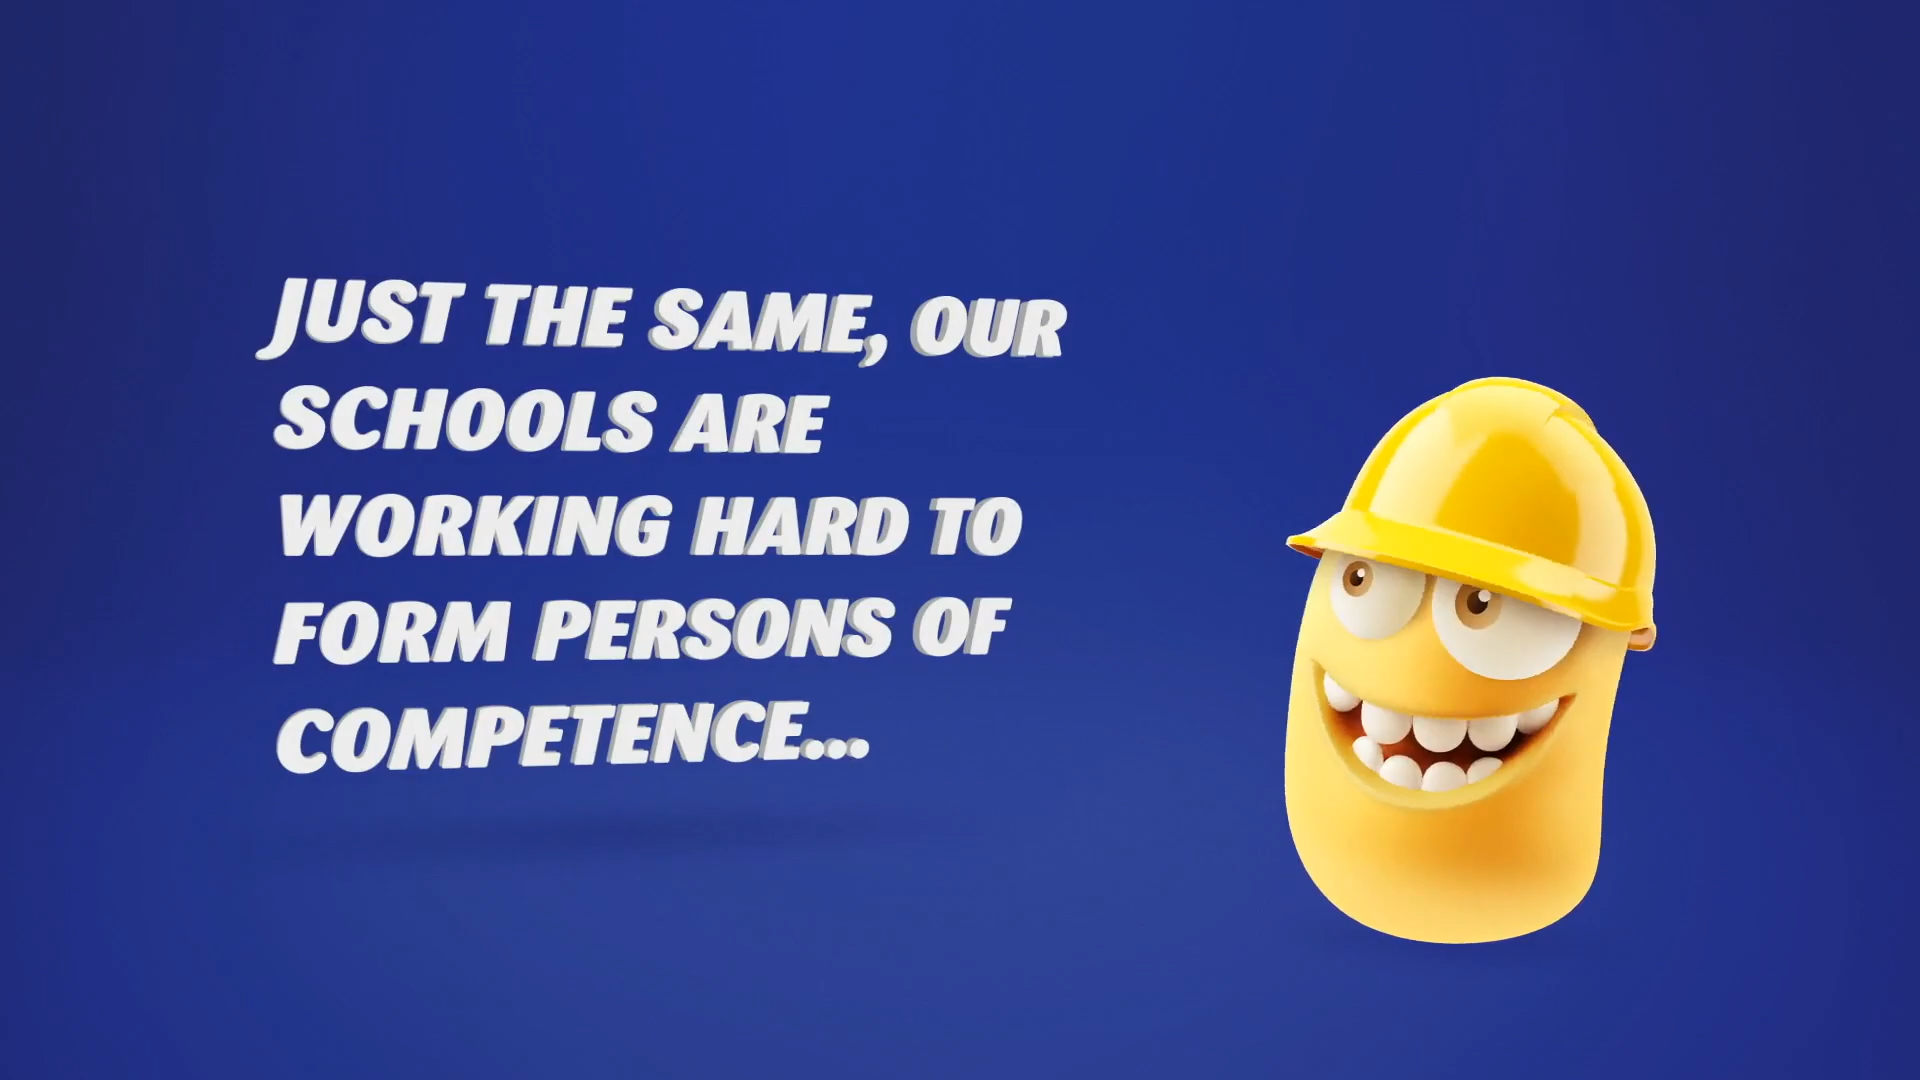 JUST THE SAME, OUR
SCHOOLS ARE
WORKING HARD TO
FORM PERSONS OF
COMPETENCE...